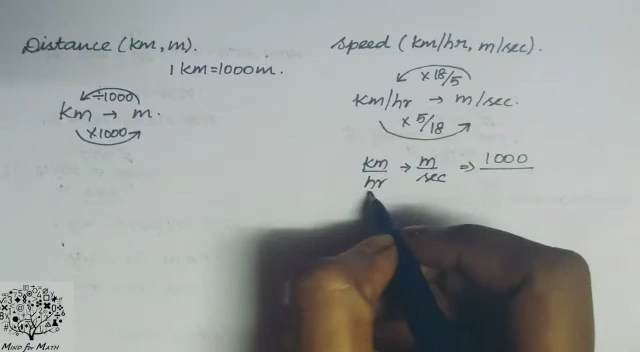 Distance (km, m).
1 km = 1000 m.
÷1000
km → m.
×1000
Speed (km/hr, m/sec).
× 18/5
km/hr → m/sec.
× 5/18
km/hr → m/sec ⇒ 1000
MIND for MATH